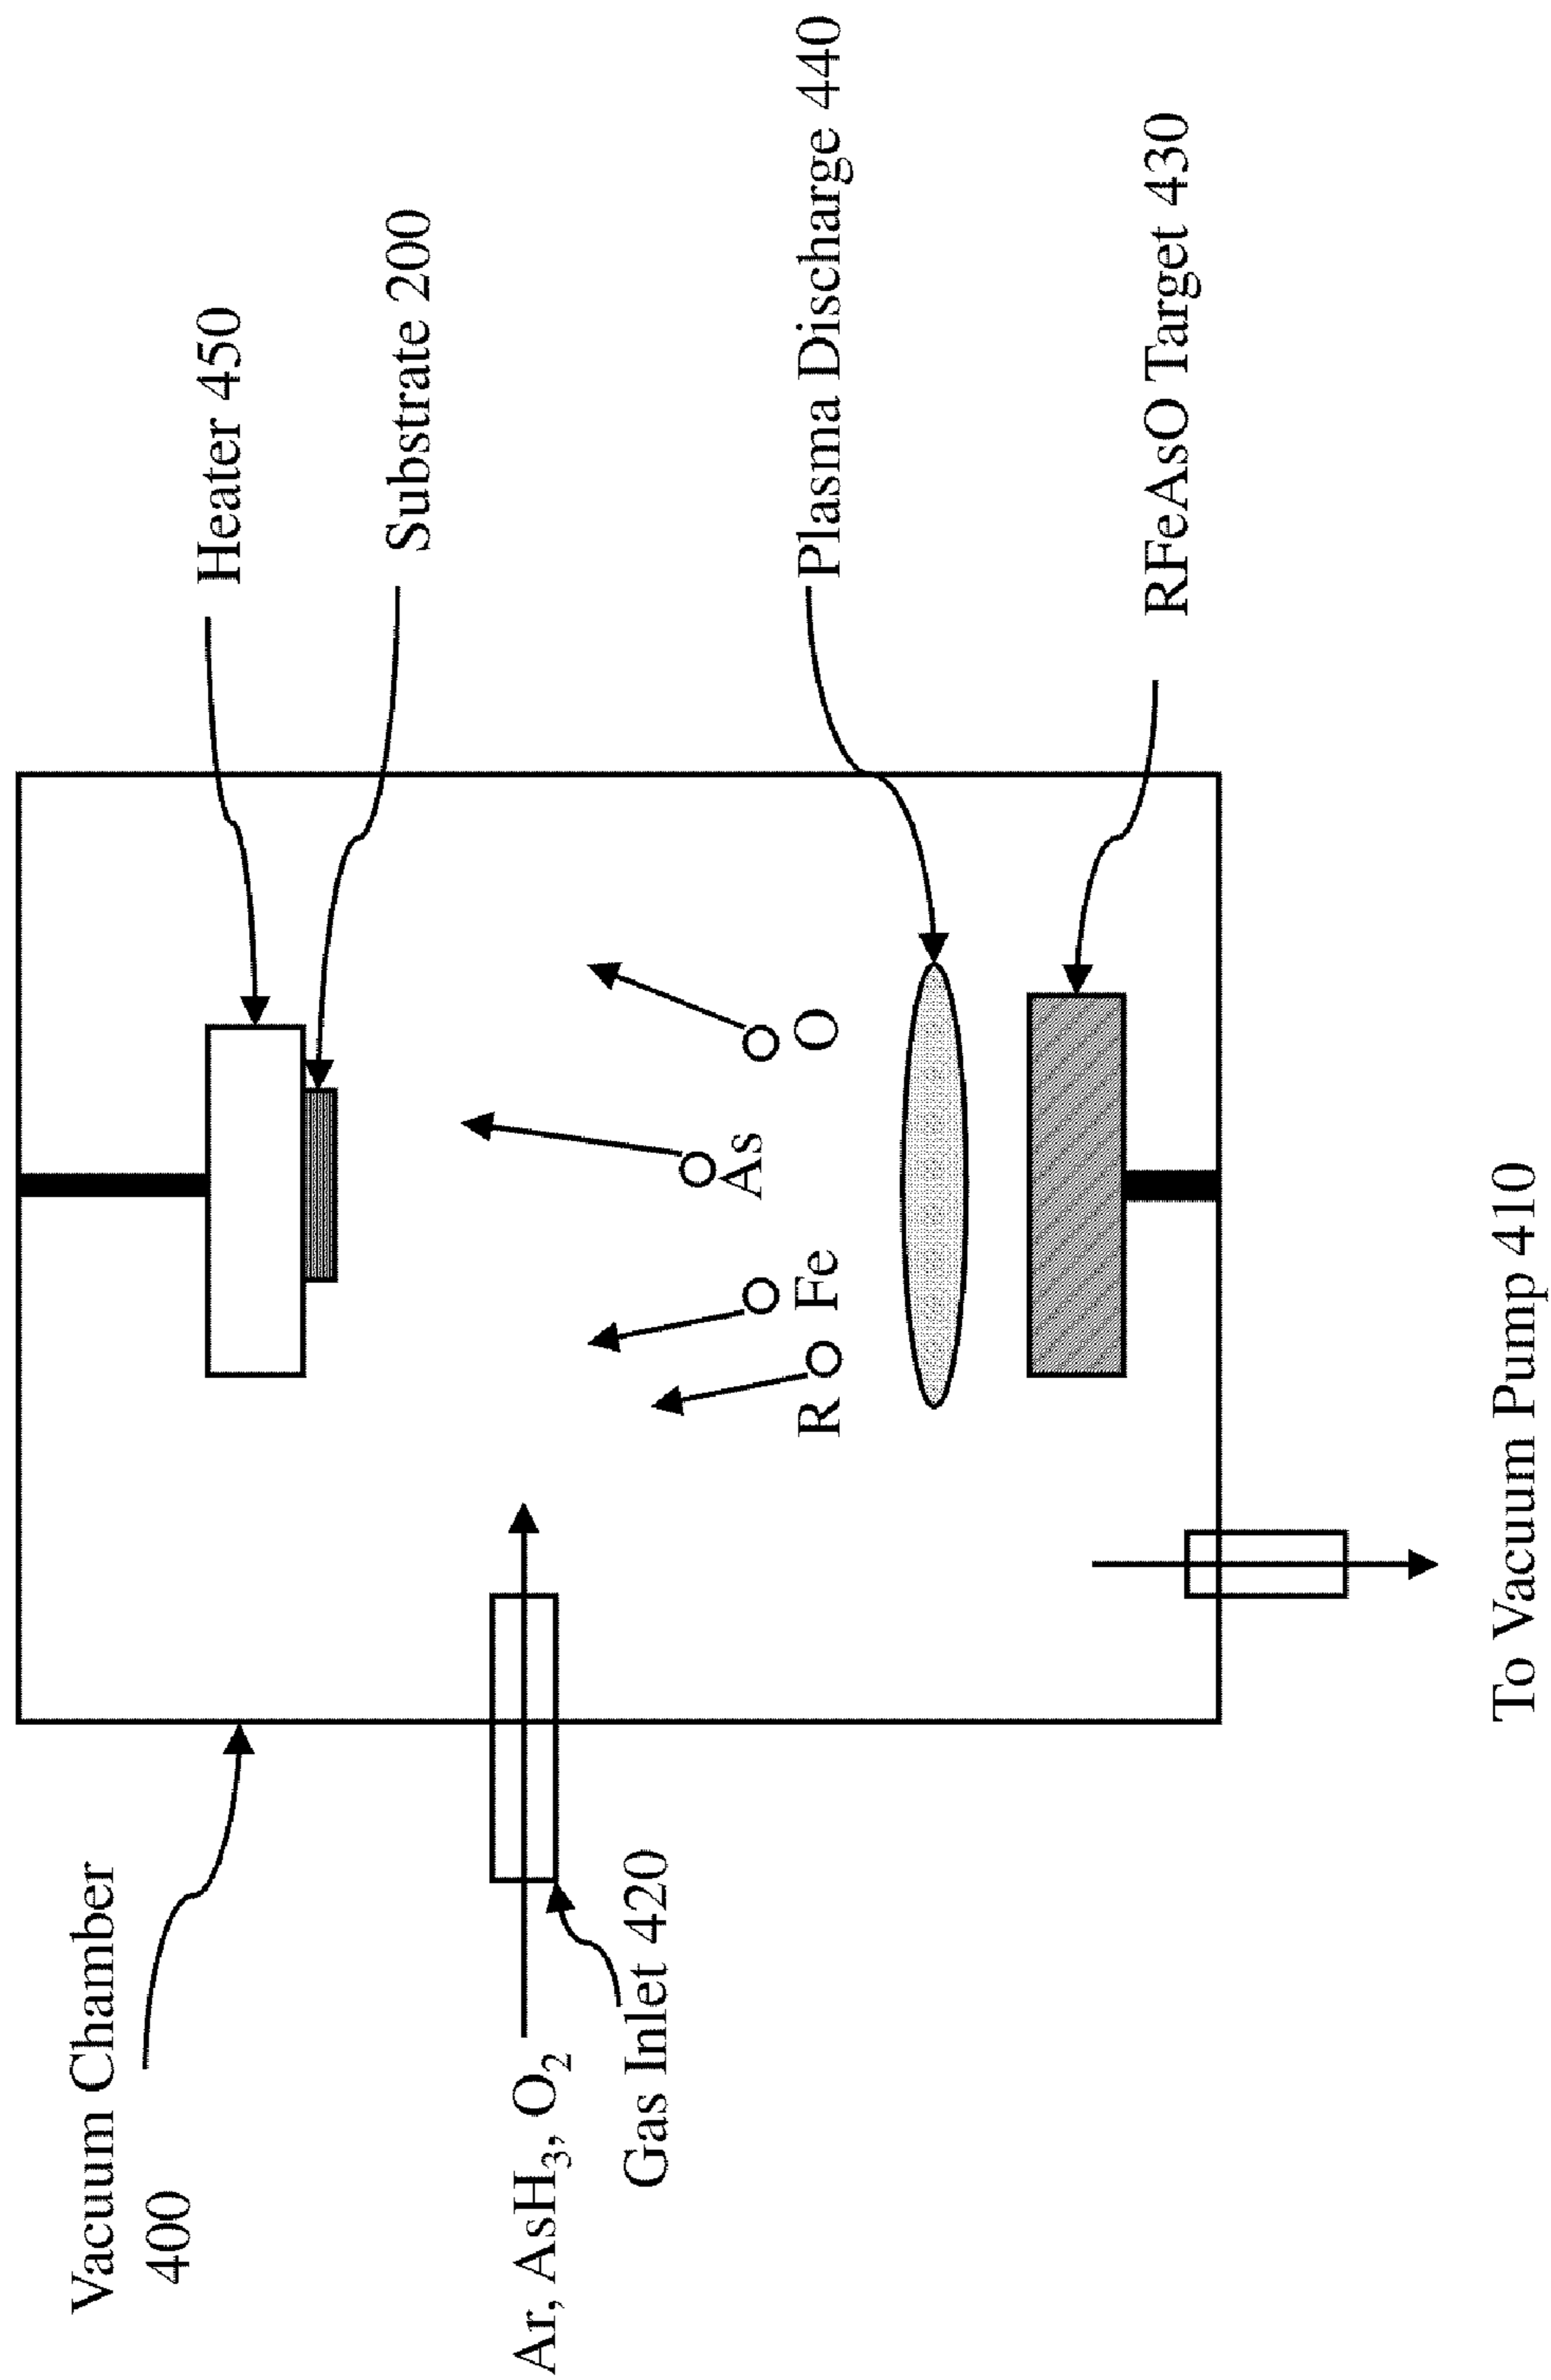 Vacuum Chamber
400
Heater 450
Substrate 200
Ar, AsH₃, O₂
Gas Inlet 420
As
R
Fe
O
Plasma Discharge 440
RFeAsO Target 430
To Vacuum Pump 410